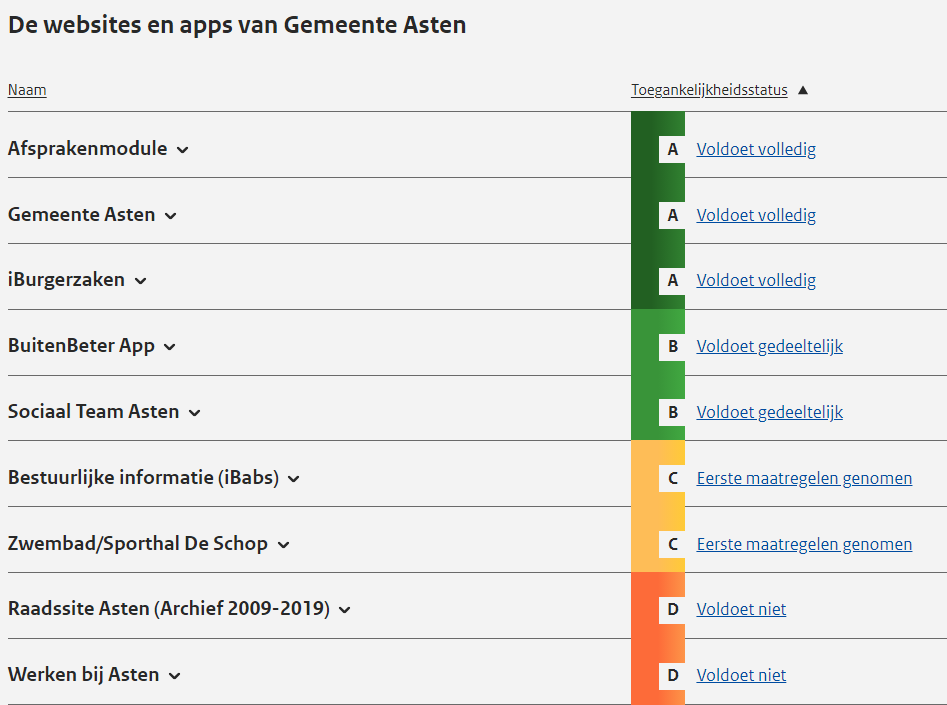 De websites en apps van Gemeente Asten
Naam Toegankelijkheidsstatus ▲
Afsprakenmodule A Voldoet volledig
Gemeente Asten A Voldoet volledig
iBurgerzaken A Voldoet volledig
BuitenBeter App B Voldoet gedeeltelijk
Sociaal Team Asten B Voldoet gedeeltelijk
Bestuurlijke informatie (iBabs) C Eerste maatregelen genomen
Zwembad/Sporthal De Schop C Eerste maatregelen genomen
Raadssite Asten (Archief 2009-2019) D Voldoet niet
Werken bij Asten D Voldoet niet